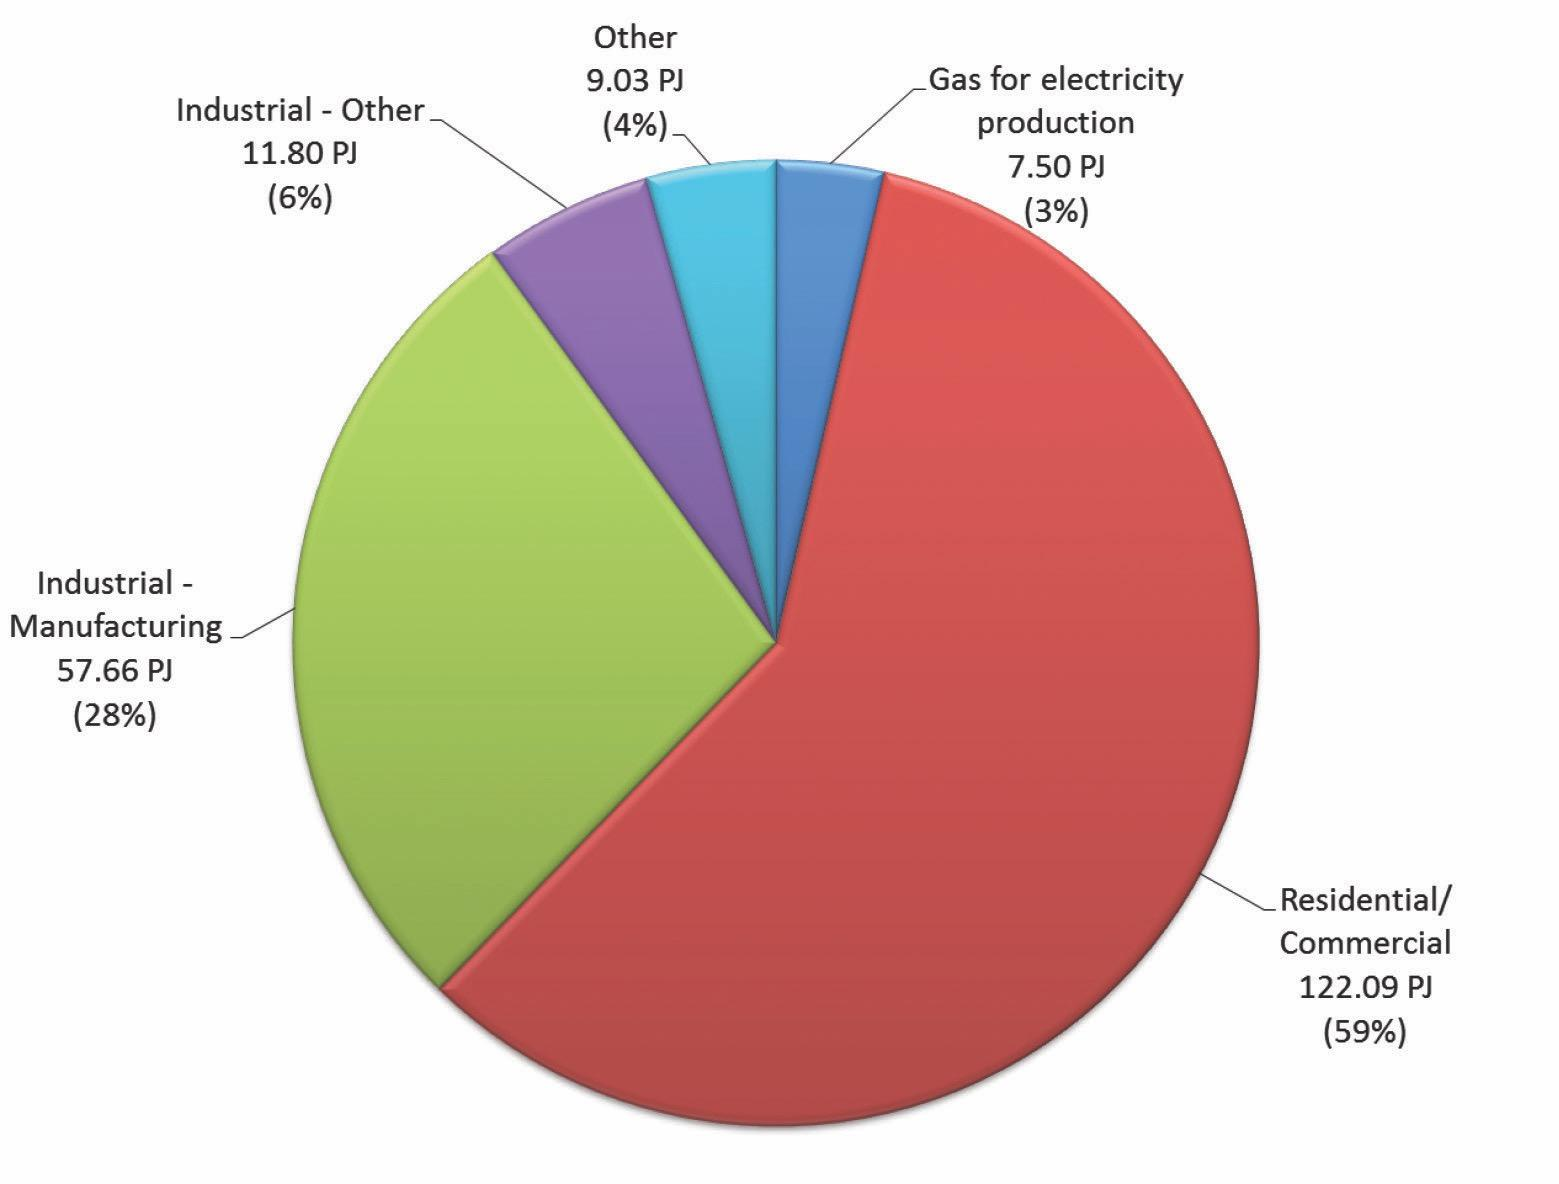 Other
9.03 PJ
(4%)
Gas for electricity
production
7.50 PJ
(3%)
Industrial - Other
11.80 PJ
(6%)
Industrial -
Manufacturing
57.66 PJ
(28%)
Residential/
Commercial
122.09 PJ
(59%)